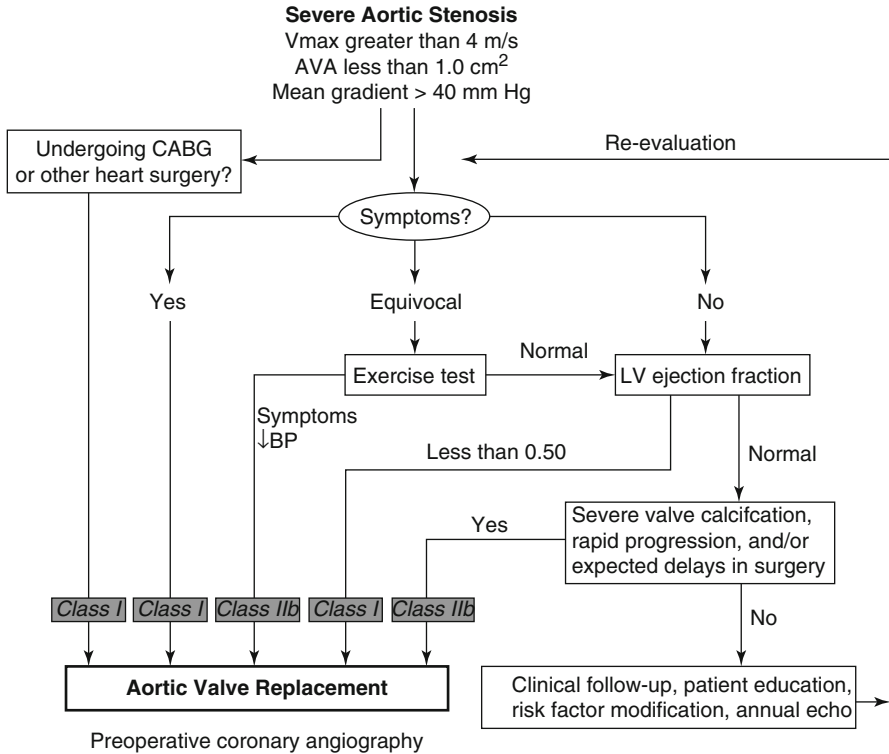 Severe Aortic Stenosis
Vmax greater than 4 m/s
AVA less than 1.0 cm²
Mean gradient > 40 mm Hg
Undergoing CABG
or other heart surgery?
Re-evaluation
Symptoms?
Yes
Equivocal
No
Exercise test
Normal
LV ejection fraction
Symptoms
↓BP
Less than 0.50
Normal
Yes
Severe valve calcifcation,
rapid progression, and/or
expected delays in surgery
No
Class I
Class I
Class IIb
Class I
Class IIb
Aortic Valve Replacement
Clinical follow-up, patient education,
risk factor modification, annual echo
Preoperative coronary angiography